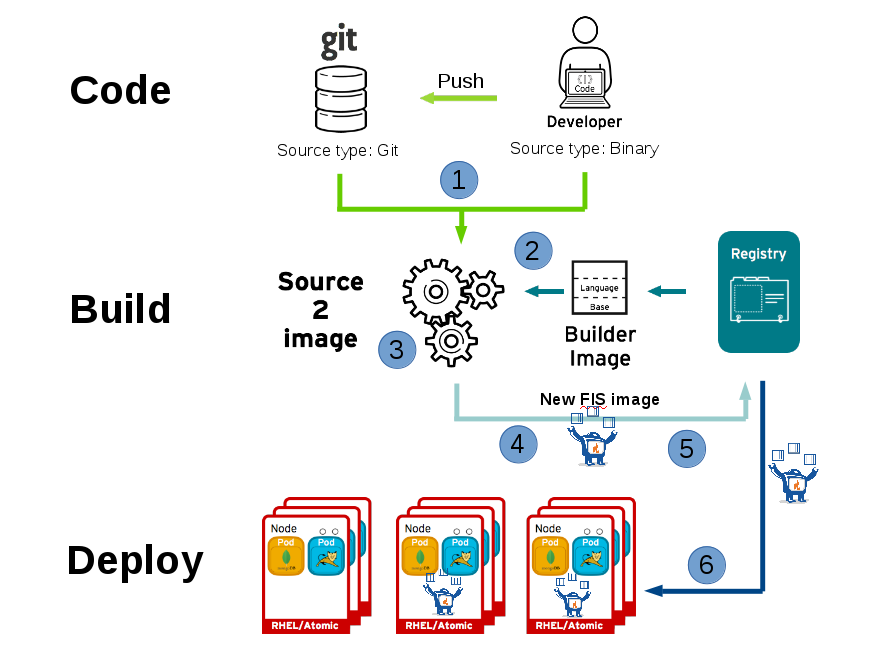 git
Code
Push
Code
Developer
Source type: Git
Source type: Binary
1
2
Registry
Source
2
image
Language
Base
Build
3
Builder
Image
New FIS image
4
5
Node
Pod
Pod
Node
Pod
Pod
Node
Pod
Pod
Deploy
6
RHEL/Atomic
RHEL/Atomic
RHEL/Atomic